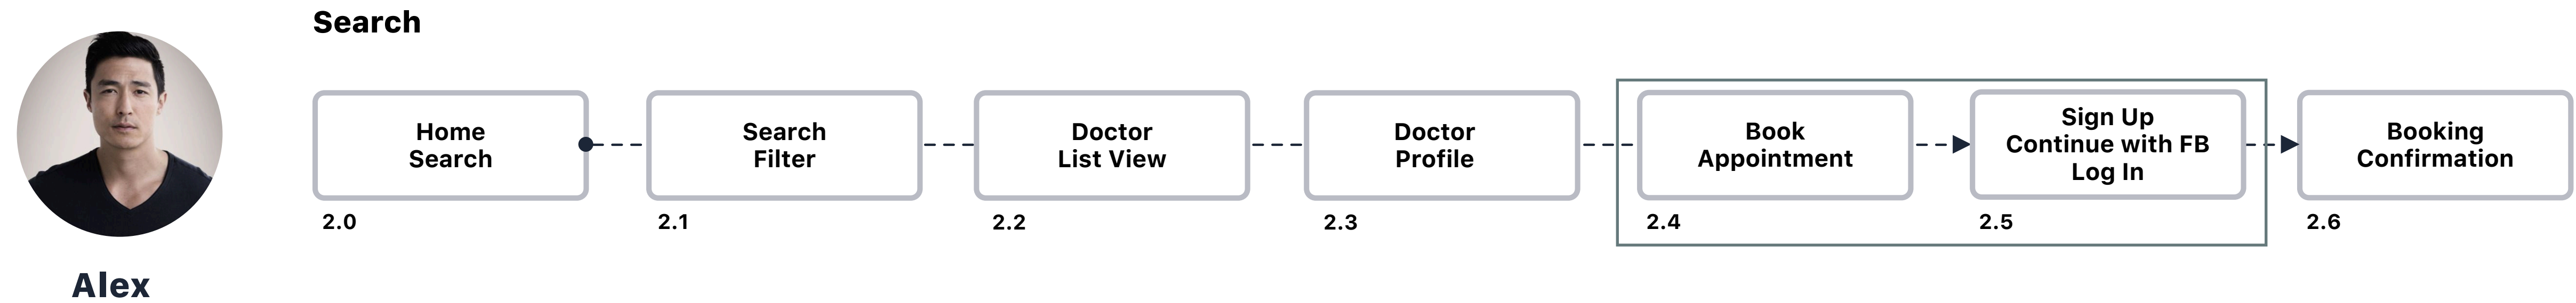 Search
Home
Search
2.0
Search
Filter
2.1
Doctor
List View
2.2
Doctor
Profile
2.3
Book
Appointment
2.4
Sign Up
Continue with FB
Log In
2.5
Booking
Confirmation
2.6
Alex